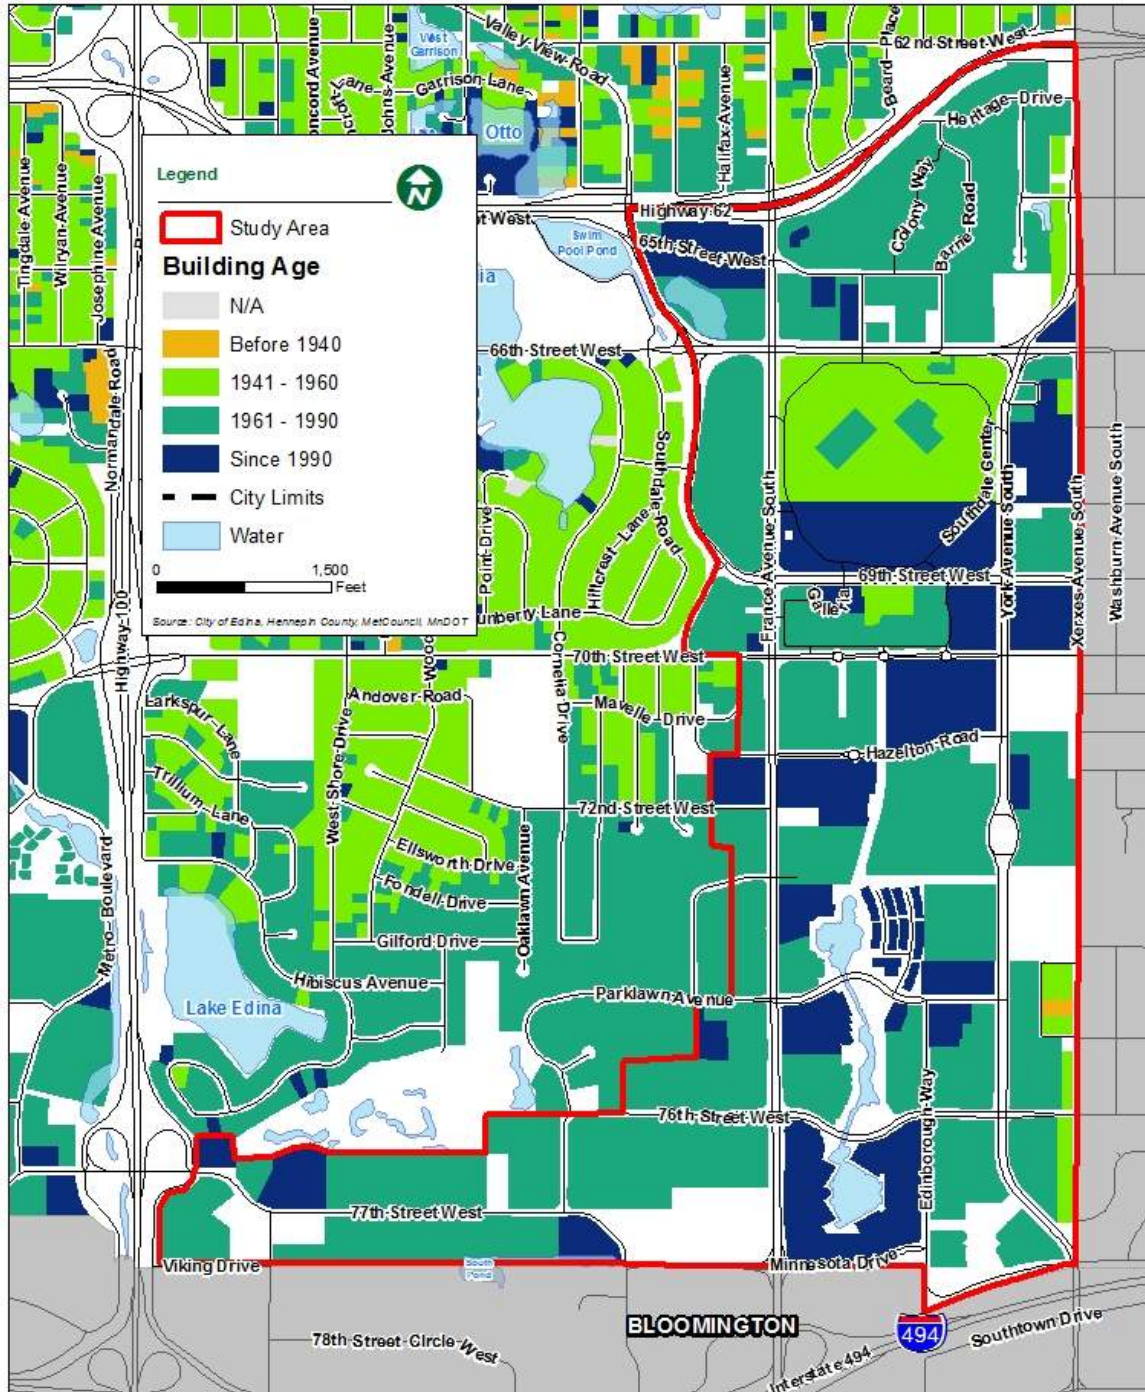 62nd Street West
Beard Place
Valley View Road
West
Garrison
Johns Avenue
Garrison Lane
Lane
Halifax Avenue
Heritage Drive
Otto
Tingdale Avenue
Wilryan Avenue
Josephine Avenue
Legend
N
Study Area
Building Age
N/A
Before 1940
1941 - 1960
1961 - 1990
Since 1990
City Limits
Water
0
1,500
Feet
Source: City of Edina, Hennepin County, MetCouncil, MnDOT
Highway 62
Colony Way
Barrie Road
65th Street West
Swim
Pool Pond
66th Street West
Normandale Road
Southdale Road
Southdale Center
France Avenue South
York Avenue South
Xerxes Avenue South
Washburn Avenue South
Point Drive
Hillcrest Lane
69th Street West
Galleria
Highway 100
Cornelia Drive
70th Street West
Andover Road
Larkspur Lane
Mavelle Drive
West Shore Drive
Hazelton Road
Trillium Lane
72nd Street West
Ellsworth Drive
Fondell Drive
Oaklawn Avenue
Metro Boulevard
Gilford Drive
Hibiscus Avenue
Parklawn Avenue
Lake Edina
76th Street West
Edinborough Way
77th Street West
Viking Drive
South
Pond
Minnesota Drive
BLOOMINGTON
494
Southtown Drive
78th Street Circle West
Interstate 494